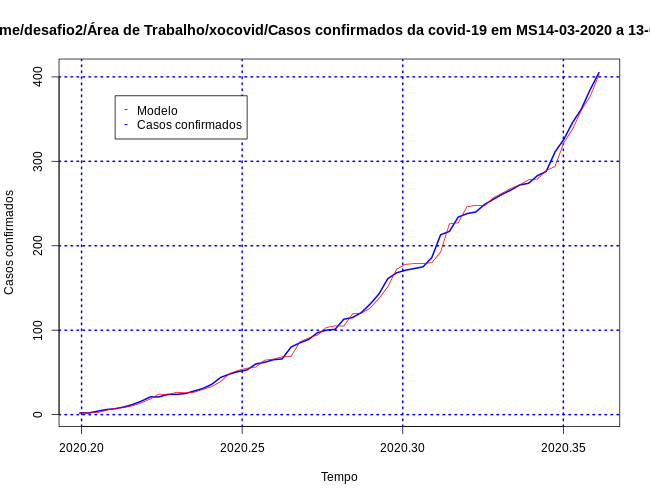 me/desafio2/Área de Trabalho/xocovid/Casos confirmados da covid-19 em MS14-03-2020 a 13-
400
300
200
100
0
Casos confirmados
Modelo
Casos confirmados
2020.20 2020.25 2020.30 2020.35
Tempo